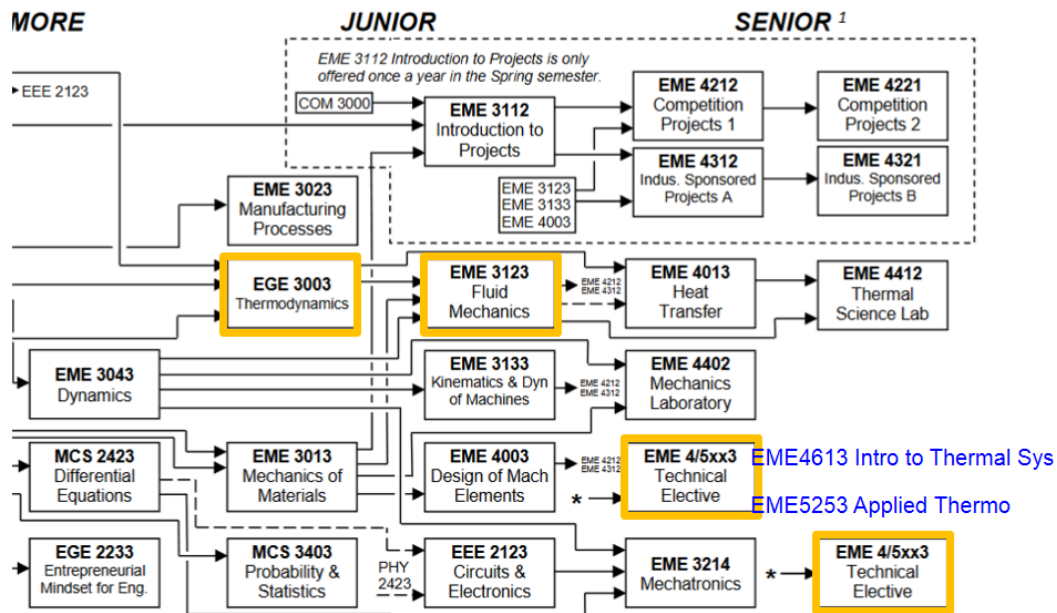 MORE
JUNIOR
SENIOR 1
EME 3112 Introduction to Projects is only
offered once a year in the Spring semester.
EEE 2123
COM 3000
EME 3112
Introduction to
Projects
EME 4212
Competition
Projects 1
EME 4221
Competition
Projects 2
EME 4312
Indus. Sponsored
Projects A
EME 4321
Indus. Sponsored
Projects B
EME 3123
EME 3133
EME 4003
EME 3023
Manufacturing
Processes
EGE 3003
Thermodynamics
EME 3123
Fluid
Mechanics
EME 4212
EME 4312
EME 4013
Heat
Transfer
EME 4412
Thermal
Science Lab
EME 3043
Dynamics
EME 3133
Kinematics & Dyn
of Machines
EME 4212
EME 4312
EME 4402
Mechanics
Laboratory
MCS 2423
Differential
Equations
EME 3013
Mechanics of
Materials
EME 4003
Design of Mach
Elements
EME 4212
EME 4312
*
EME 4/5xx3
Technical
Elective
EME4613 Intro to Thermal Sys
EME5253 Applied Thermo
EGE 2233
Entrepreneurial
Mindset for Eng.
MCS 3403
Probability &
Statistics
PHY
2423
EEE 2123
Circuits &
Electronics
EME 3214
Mechatronics
*
EME 4/5xx3
Technical
Elective